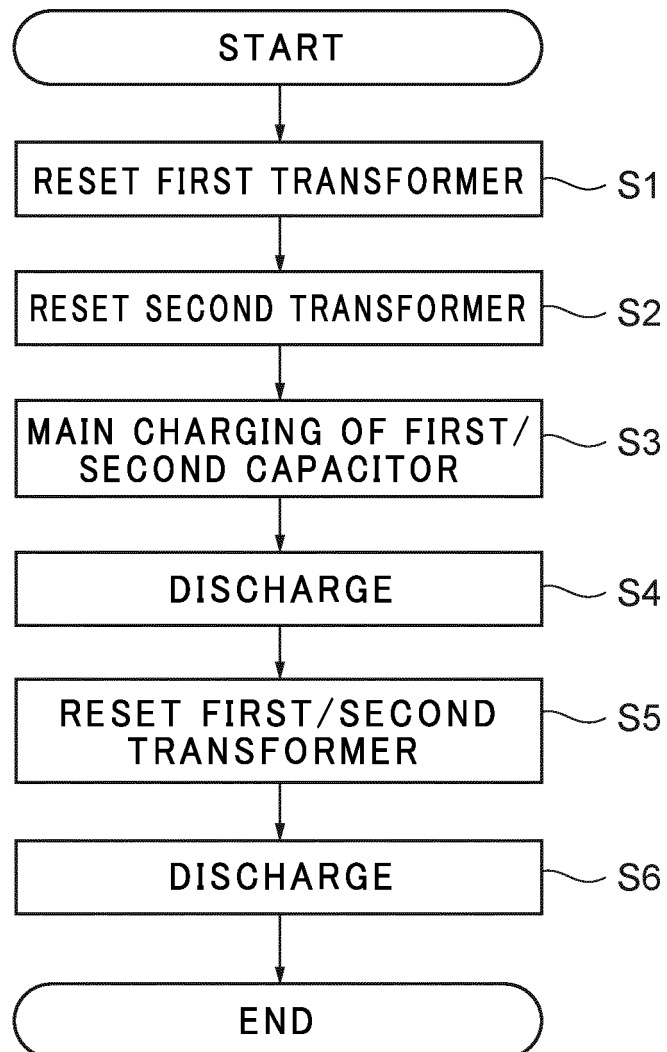 START
RESET FIRST TRANSFORMER
S1
RESET SECOND TRANSFORMER
S2
MAIN CHARGING OF FIRST/
SECOND CAPACITOR
S3
DISCHARGE
S4
RESET FIRST/SECOND
TRANSFORMER
S5
DISCHARGE
S6
END